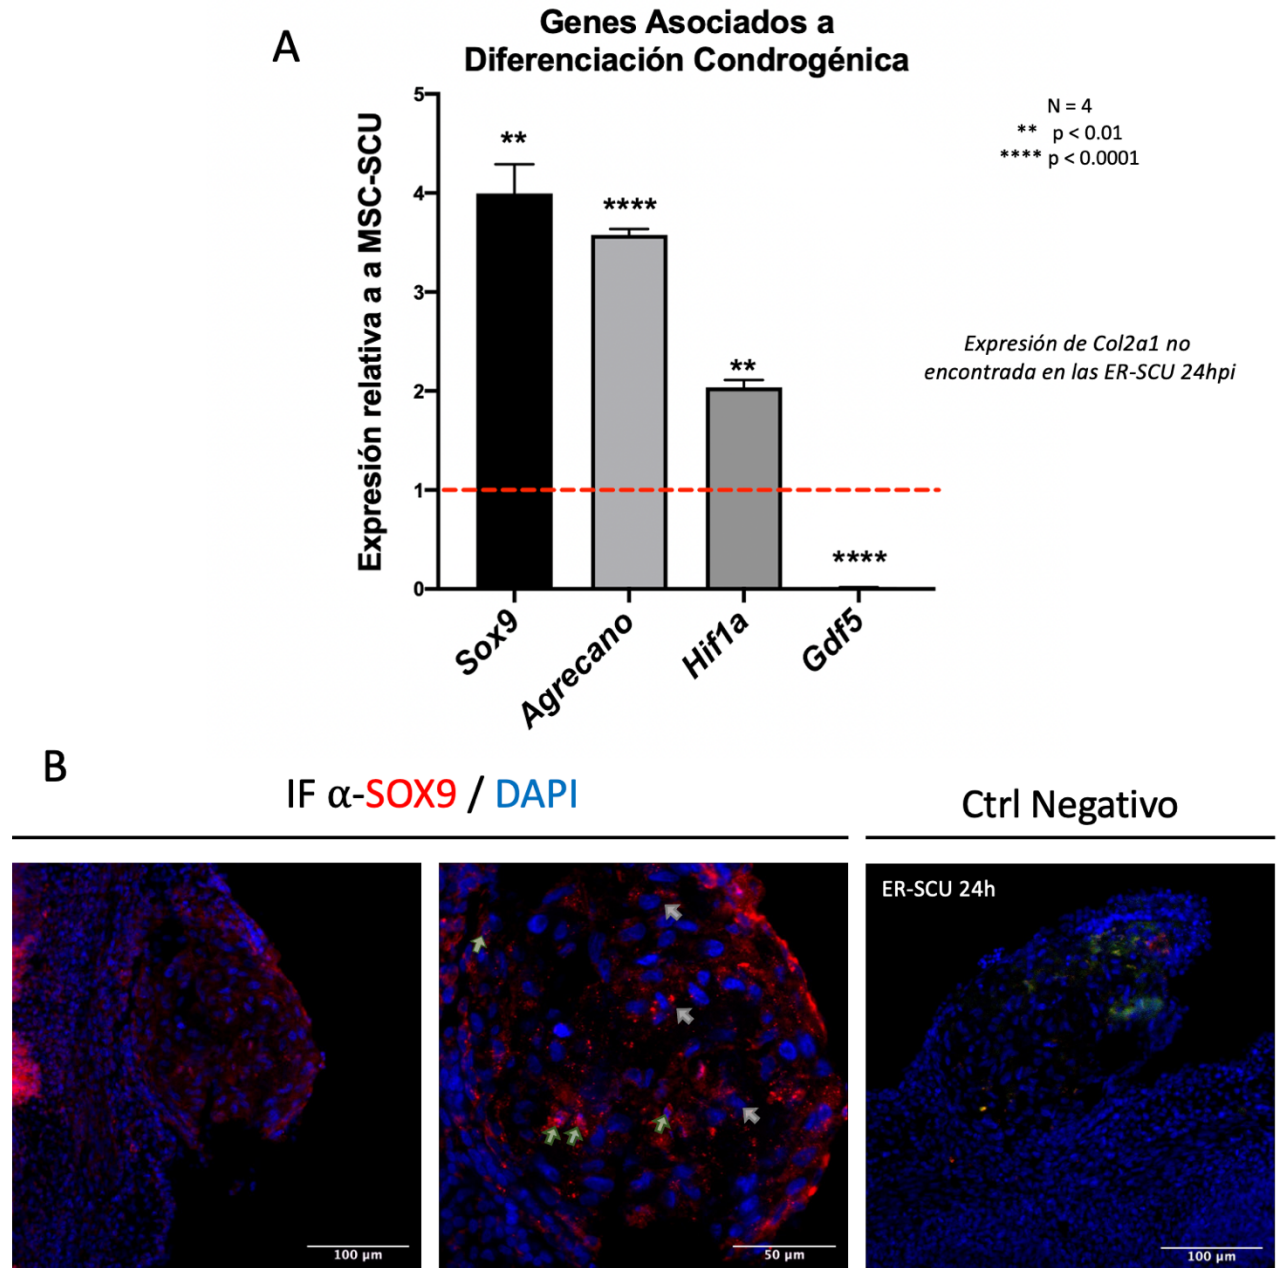 A
Genes Asociados a
Diferenciación Condrogénica
Expresión relativa a a MSC-SCU
5
4
3
2
1
0
**
****
**
****
Sox9
Agrecano
Hif1a
Gdf5
N = 4
** p < 0.01
**** p < 0.0001
Expresión de Col2a1 no
encontrada en las ER-SCU 24hpi
B
IF α-SOX9 / DAPI
Ctrl Negativo
ER-SCU 24h
100 µm
50 µm
100 µm